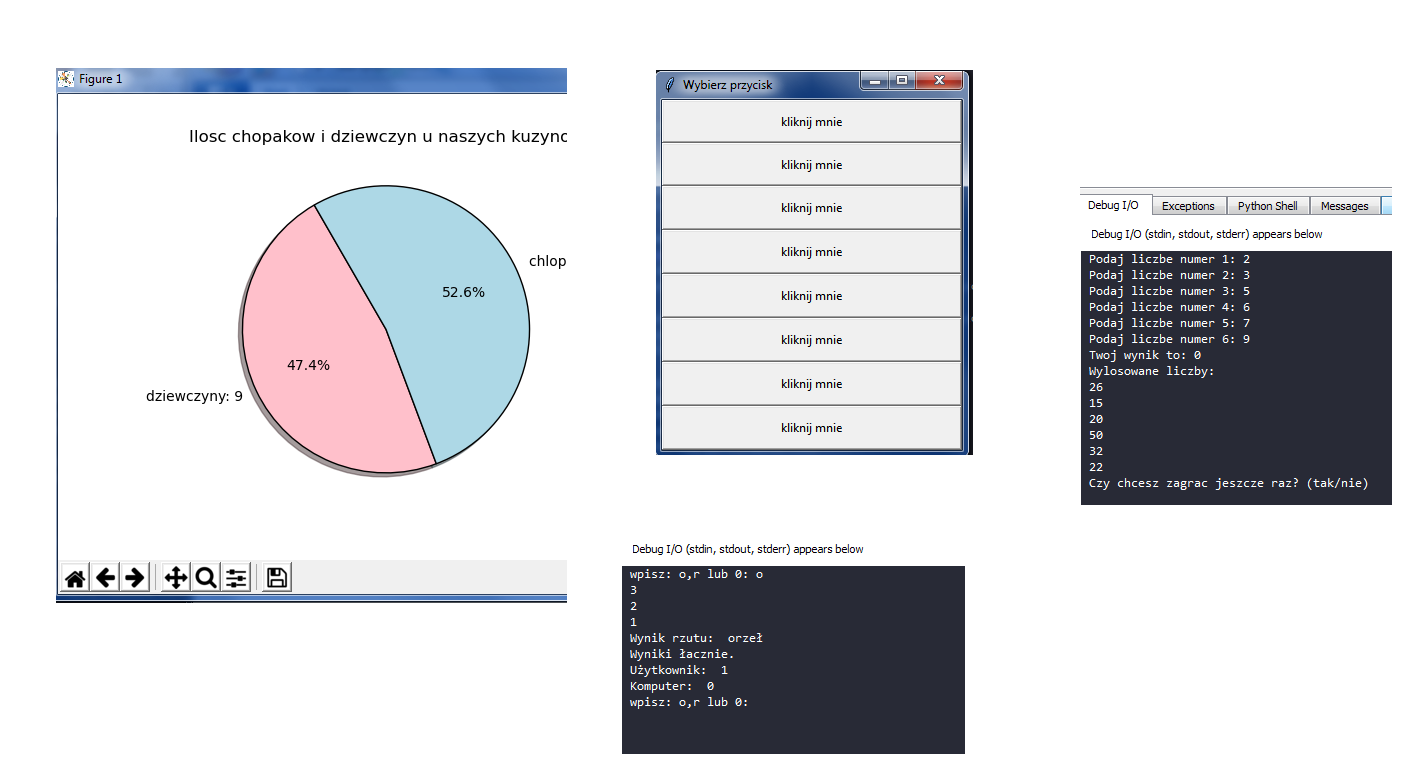 Figure 1
Ilosc chopakow i dziewczyn u naszych kuzyno
chlop
52.6%
47.4%
dziewczyny: 9
Wybierz przycisk
kliknij mnie
kliknij mnie
kliknij mnie
kliknij mnie
kliknij mnie
kliknij mnie
kliknij mnie
kliknij mnie
Debug I/O (stdin, stdout, stderr) appears below
wpisz: o,r lub 0: o
3
2
1
Wynik rzutu:  orzeł
Wyniki łacznie.
Użytkownik:  1
Komputer:  0
wpisz: o,r lub 0:
Debug I/O Exceptions Python Shell Messages
Debug I/O (stdin, stdout, stderr) appears below
Podaj liczbe numer 1: 2
Podaj liczbe numer 2: 3
Podaj liczbe numer 3: 5
Podaj liczbe numer 4: 6
Podaj liczbe numer 5: 7
Podaj liczbe numer 6: 9
Twoj wynik to: 0
Wylosowane liczby:
26
15
20
50
32
22
Czy chcesz zagrac jeszcze raz? (tak/nie)